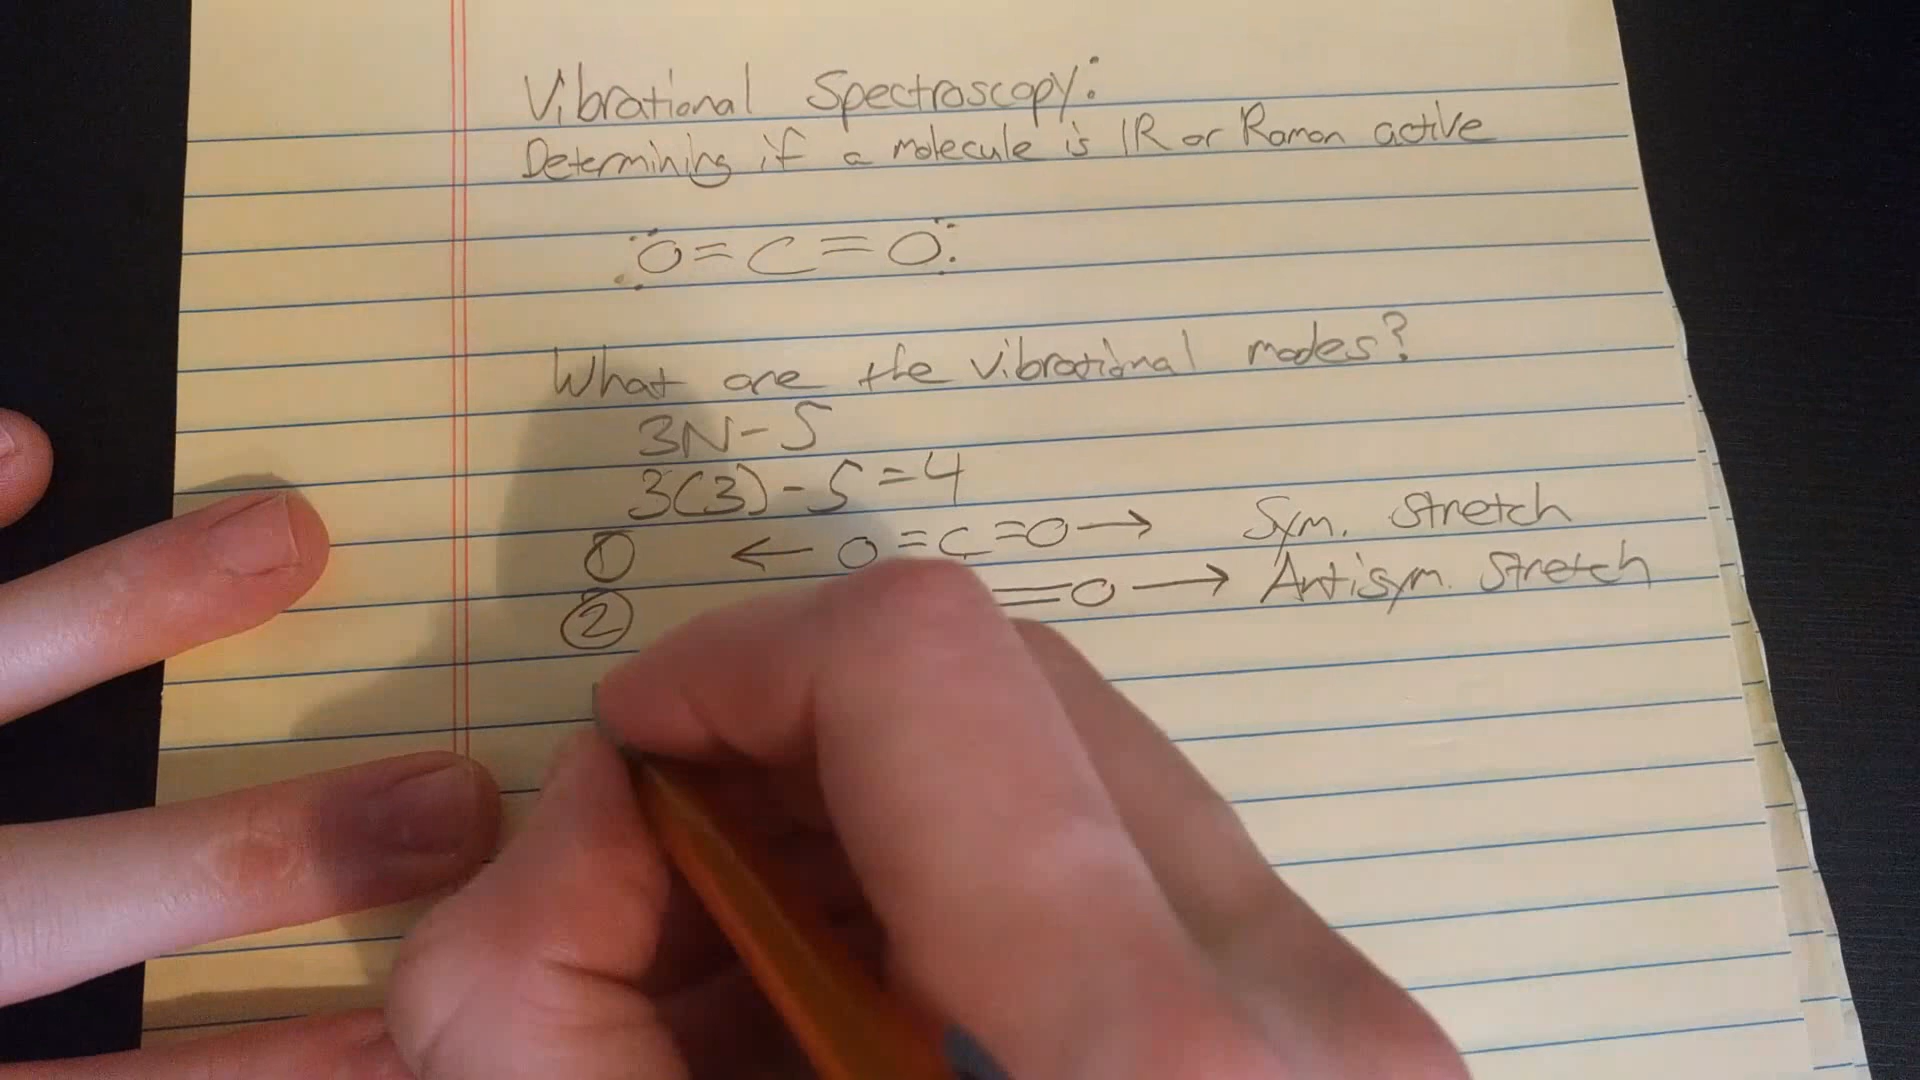 Vibrational Spectroscopy:
Determining if a molecule is IR or Raman active
:O=C=O:
What are the vibrational modes?
3N-5
3(3)-5=4
① ← O=C=O → Sym. Stretch
② =O → Antisym. Stretch